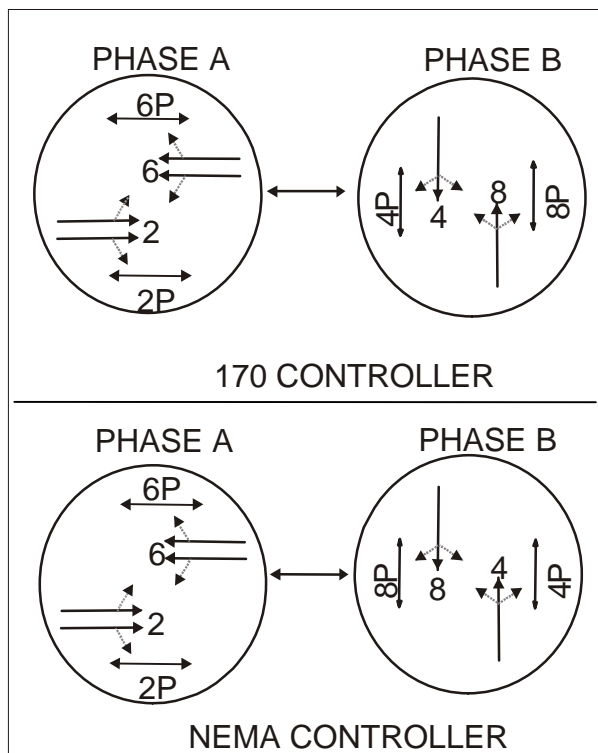 PHASE A PHASE B
6P
6
8
4P 4 8P
2
2P
170 CONTROLLER
PHASE A PHASE B
6P
6
4
8P 8 4P
2
2P
NEMA CONTROLLER